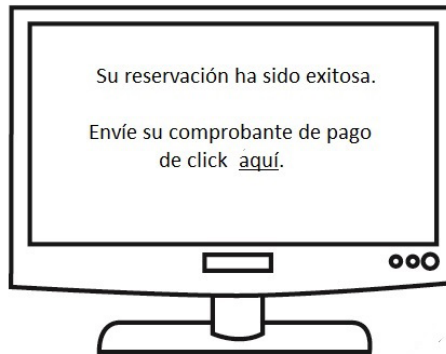 Su reservación ha sido exitosa.
Envíe su comprobante de pago
de click aquí.